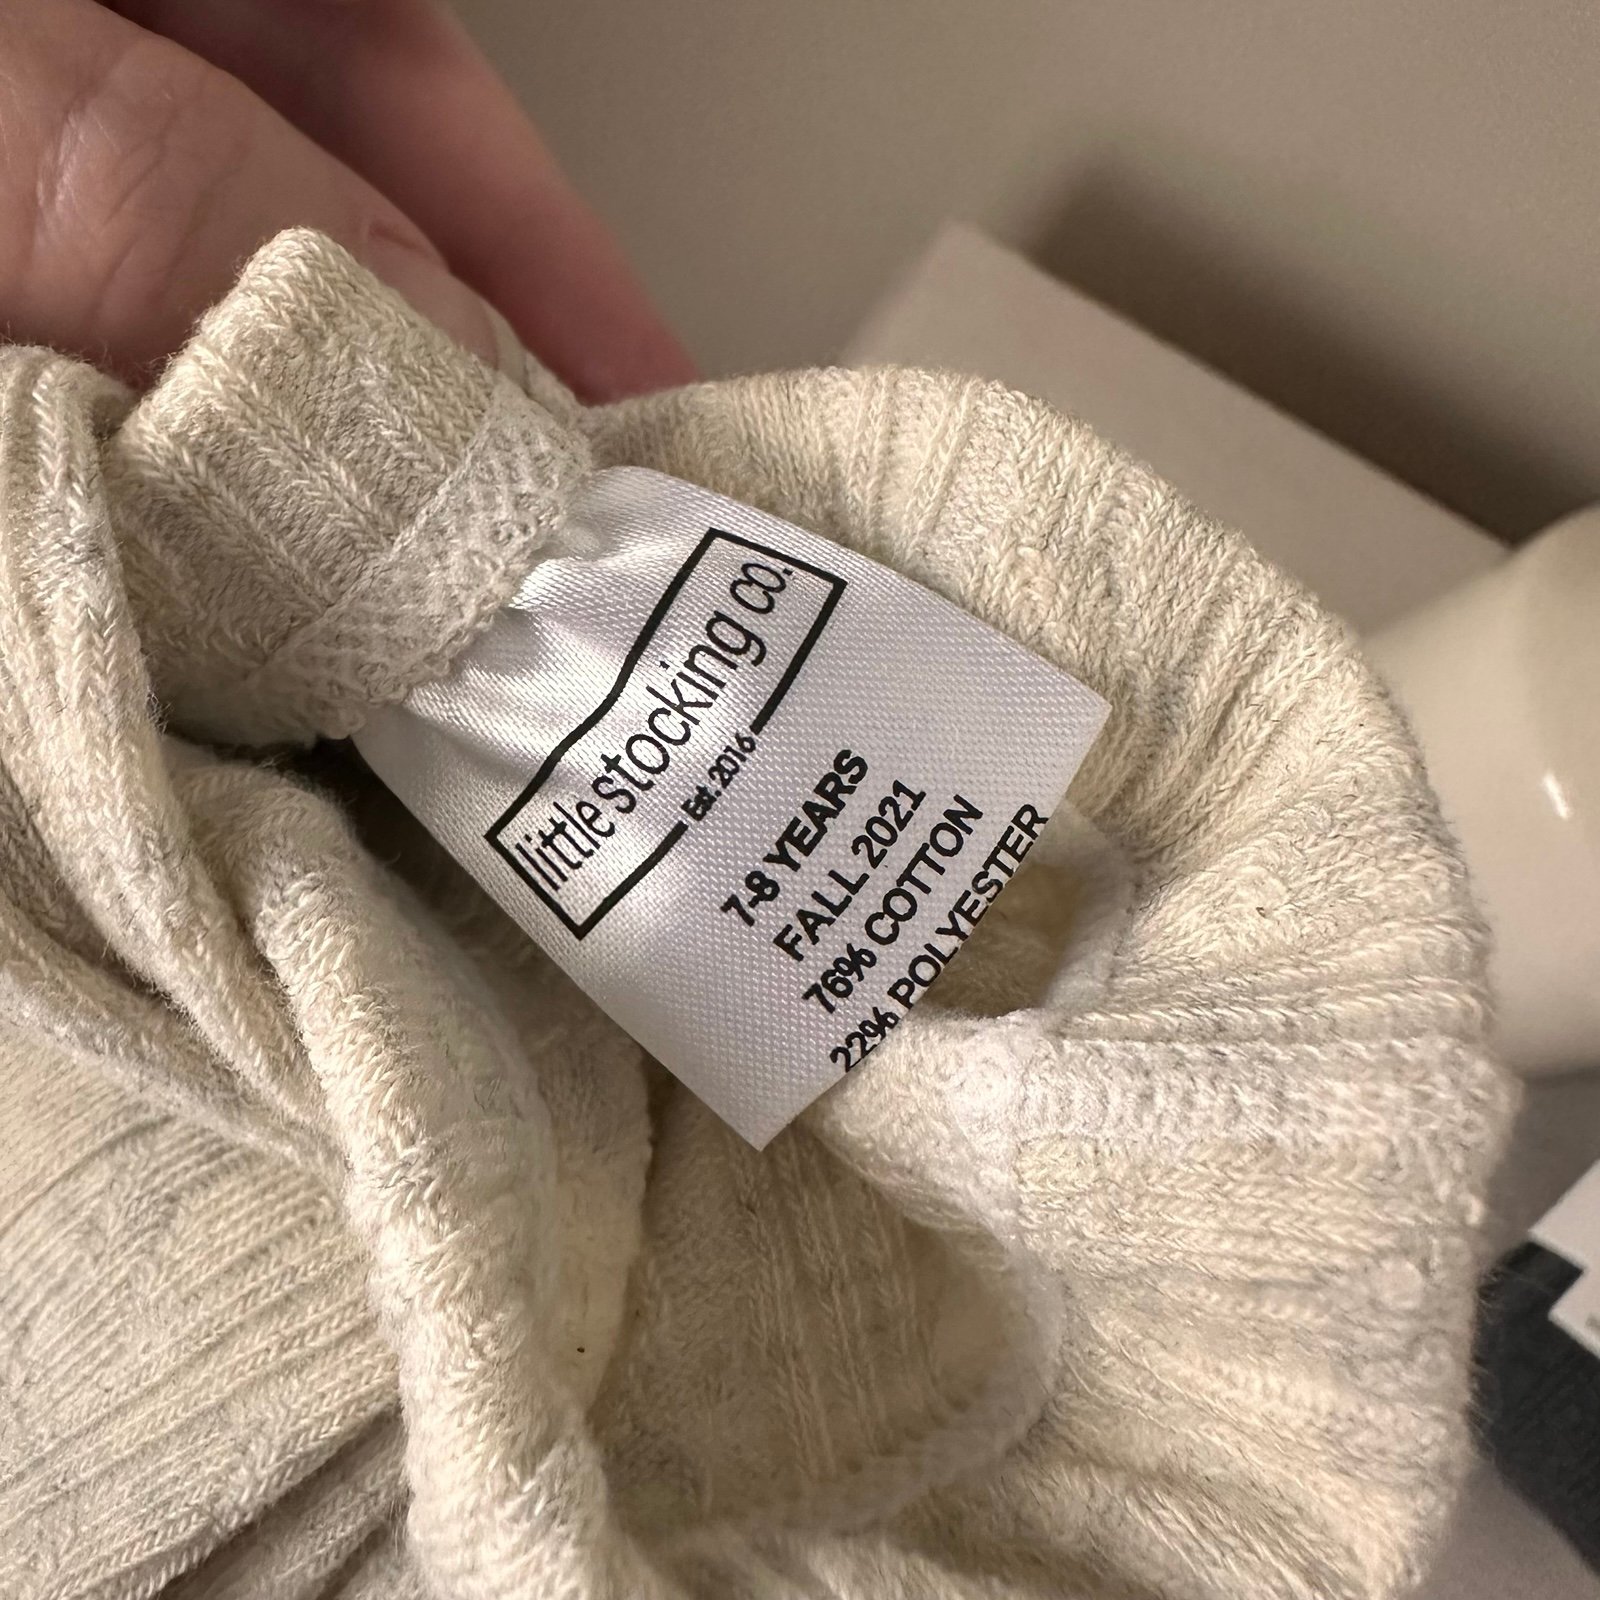 little stocking co.
Est. 2016
7-8 YEARS
FALL 2021
76% COTTON
22% POLYESTER